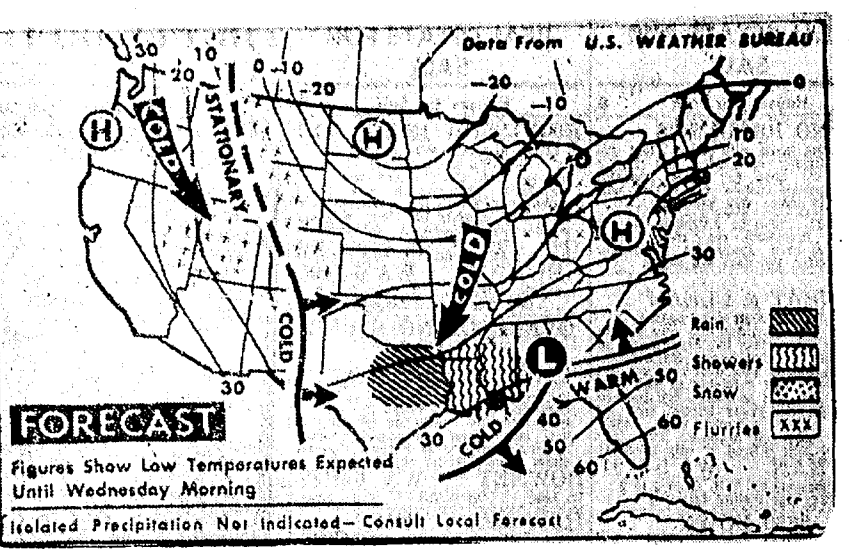 Data From U.S. WEATHER BUREAU
30
10
20
0
-10
-20
-20
-10
0
0
10
20
30
H
H
H
COLD
STATIONARY
COLD
COLD
L
WARM
COLD
30
30
40
50
60
60
50
Rain
Showers
Snow
Flurries
XXX
FORECAST
Figures Show Low Temperatures Expected
Until Wednesday Morning
Isolated Precipitation Not Indicated— Consult Local Forecast